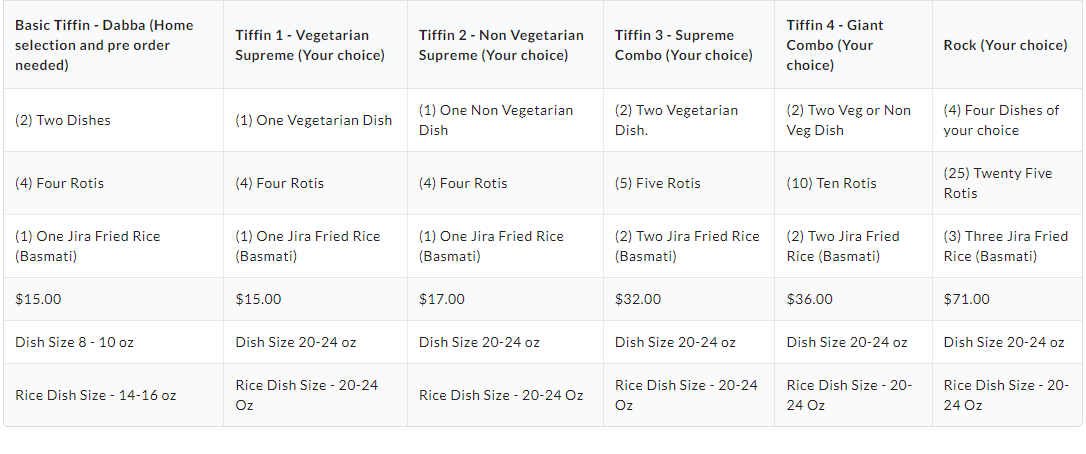 Basic Tiffin - Dabba (Home
selection and pre order
needed)
Tiffin 1 - Vegetarian
Supreme (Your choice)
Tiffin 2 - Non Vegetarian
Supreme (Your choice)
Tiffin 3 - Supreme
Combo (Your choice)
Tiffin 4 - Giant
Combo (Your
choice)
Rock (Your choice)
(2) Two Dishes
(1) One Vegetarian Dish
(1) One Non Vegetarian
Dish
(2) Two Vegetarian
Dish.
(2) Two Veg or Non
Veg Dish
(4) Four Dishes of
your choice
(4) Four Rotis
(4) Four Rotis
(4) Four Rotis
(5) Five Rotis
(10) Ten Rotis
(25) Twenty Five
Rotis
(1) One Jira Fried Rice
(Basmati)
(1) One Jira Fried Rice
(Basmati)
(1) One Jira Fried Rice
(Basmati)
(2) Two Jira Fried Rice
(Basmati)
(2) Two Jira Fried
Rice (Basmati)
(3) Three Jira Fried
Rice (Basmati)
$15.00
$15.00
$17.00
$32.00
$36.00
$71.00
Dish Size 8 - 10 oz
Dish Size 20-24 oz
Dish Size 20-24 oz
Dish Size 20-24 oz
Dish Size 20-24 oz
Dish Size 20-24 oz
Rice Dish Size - 14-16 oz
Rice Dish Size - 20-24
Oz
Rice Dish Size - 20-24 Oz
Rice Dish Size - 20-24
Oz
Rice Dish Size - 20-
24 Oz
Rice Dish Size - 20-
24 Oz